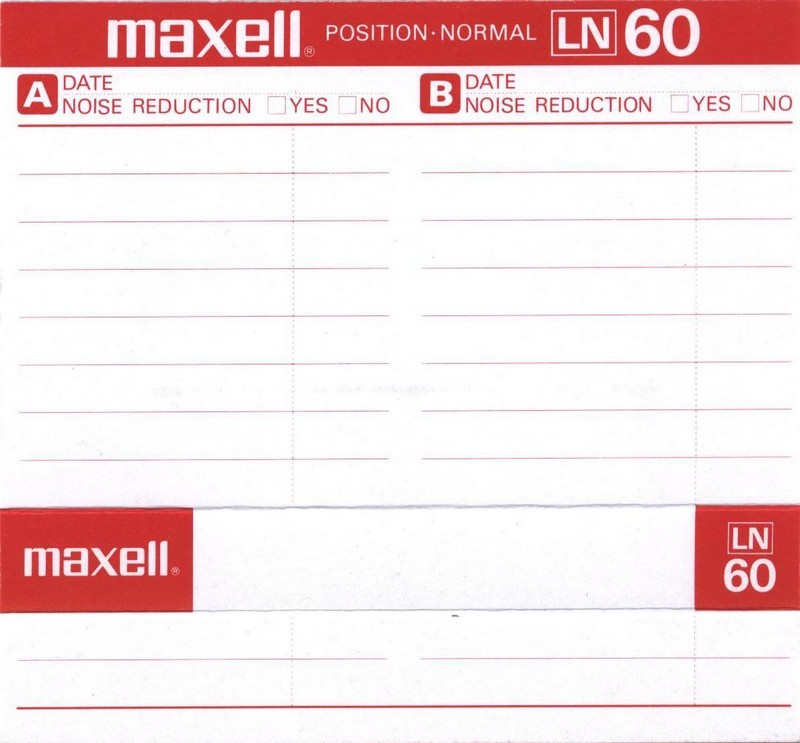 maxell® POSITION·NORMAL LN 60
A DATE
NOISE REDUCTION YES NO
B DATE
NOISE REDUCTION YES NO
maxell®
LN
60